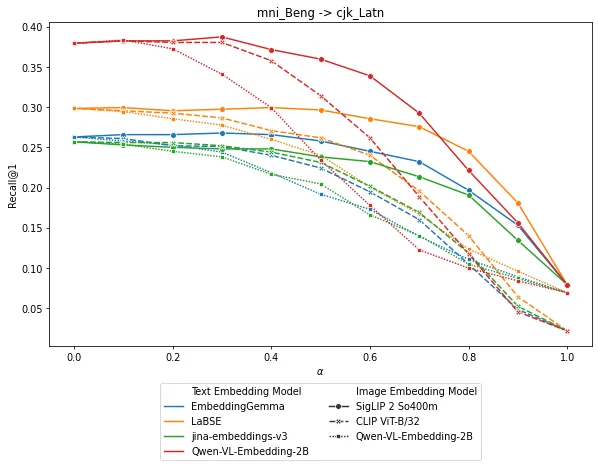 mni_Beng -> cjk_Latn
Recall@1
0.40
0.35
0.30
0.25
0.20
0.15
0.10
0.05
0.0 0.2 0.4 0.6 0.8 1.0
α
Text Embedding Model Image Embedding Model
EmbeddingGemma SigLIP 2 So400m
LaBSE CLIP ViT-B/32
jina-embeddings-v3 Qwen-VL-Embedding-2B
Qwen-VL-Embedding-2B